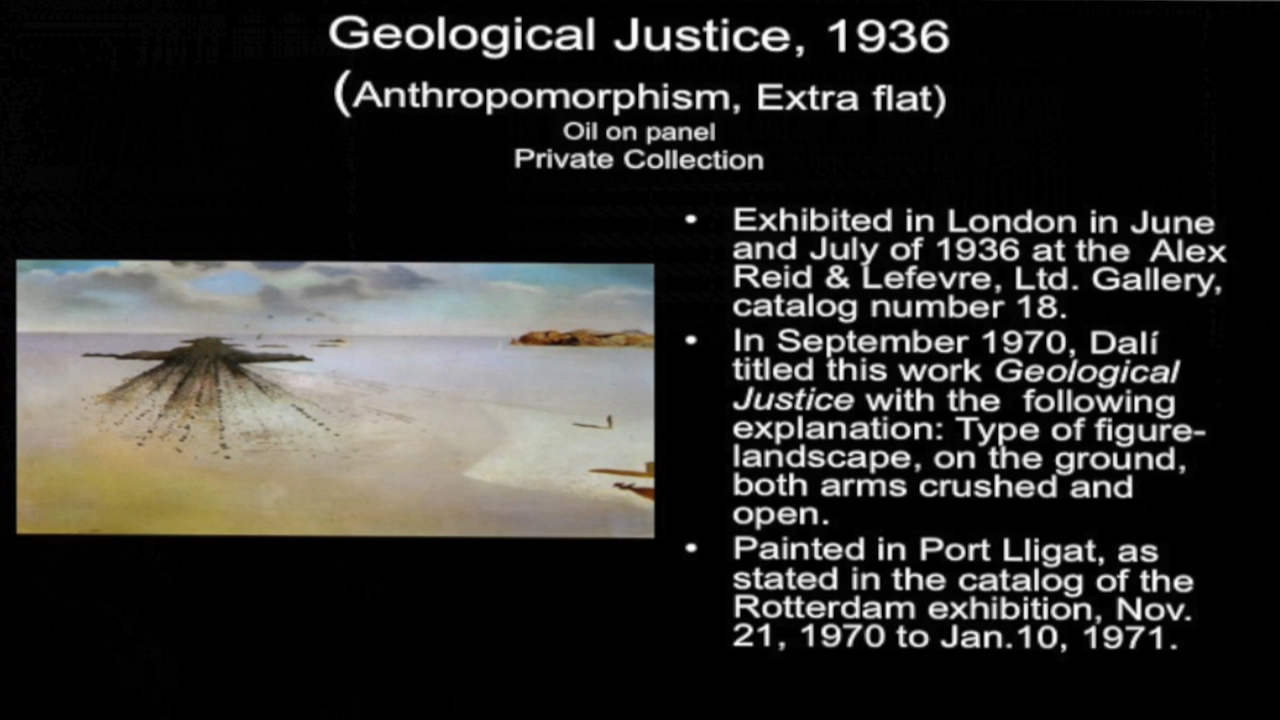 Geological Justice, 1936
(Anthropomorphism, Extra flat)
Oil on panel
Private Collection
• Exhibited in London in June
and July of 1936 at the Alex
Reid & Lefevre, Ltd. Gallery,
catalog number 18.
• In September 1970, Dalí
titled this work Geological
Justice with the following
explanation: Type of figure-
landscape, on the ground,
both arms crushed and
open.
• Painted in Port Lligat, as
stated in the catalog of the
Rotterdam exhibition, Nov.
21, 1970 to Jan.10, 1971.